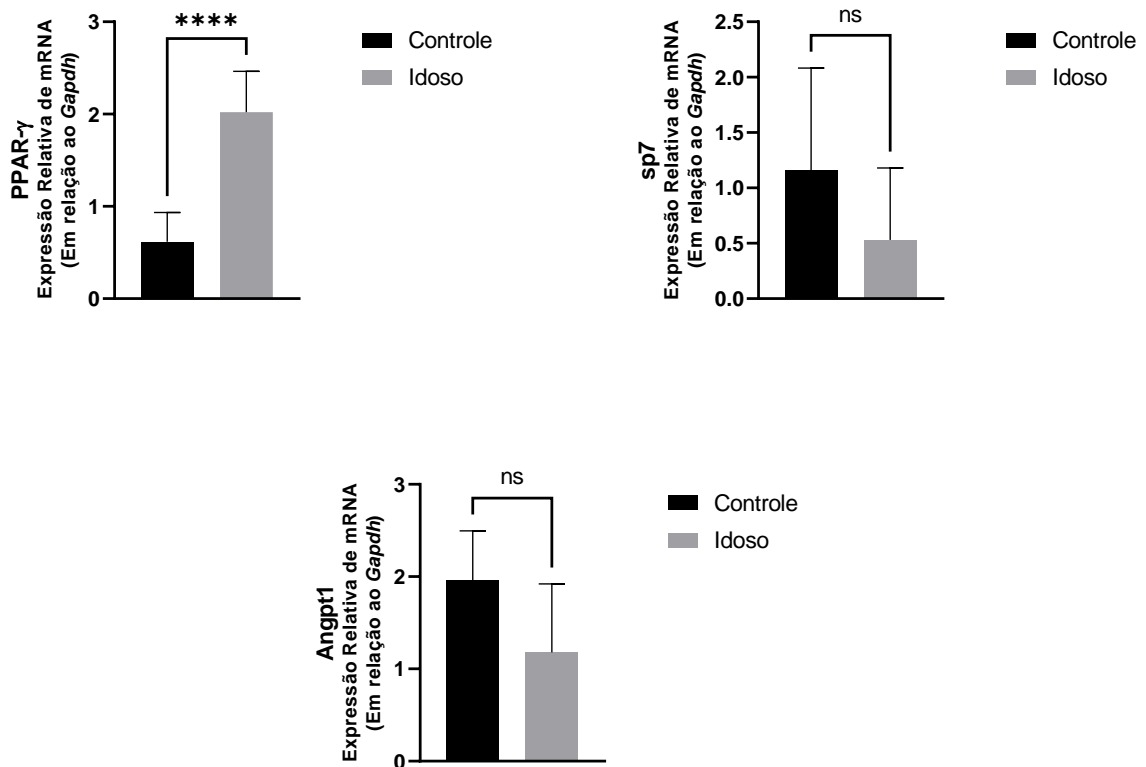 PPAR-γ
Expressão Relativa de mRNA
(Em relação ao Gapdh)
3
2
1
0
****
Controle
Idoso
sp7
Expressão Relativa de mRNA
(Em relação ao Gapdh)
2.5
2.0
1.5
1.0
0.5
0.0
ns
Controle
Idoso
Angpt1
Expressão Relativa de mRNA
(Em relação ao Gapdh)
3
2
1
0
ns
Controle
Idoso